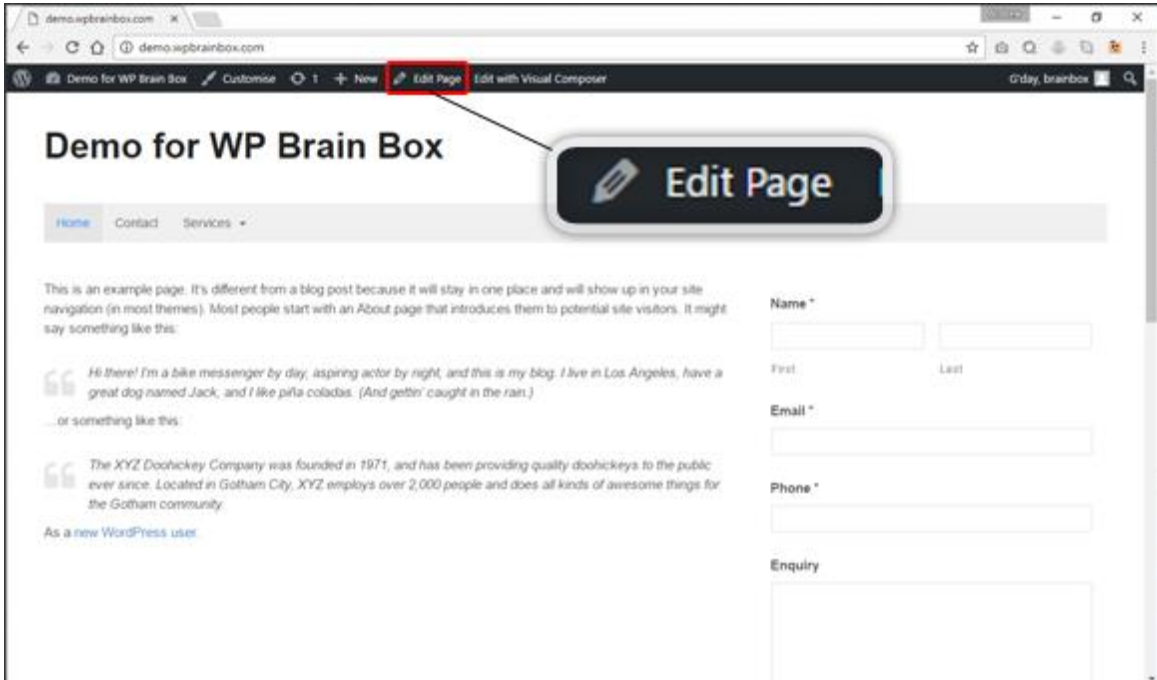 demo.wpbrainbox.com
demo.wpbrainbox.com
Demo for WP Brain Box Customise 1 New Edit Page Edit with Visual Composer G'day, brainbox
Demo for WP Brain Box
Edit Page
Home Contact Services
This is an example page. It's different from a blog post because it will stay in one place and will show up in your site
navigation (in most themes). Most people start with an About page that introduces them to potential site visitors. It might
say something like this:
Name *
First Last
Hi there! I'm a bike messenger by day, aspiring actor by night, and this is my blog. I live in Los Angeles, have a
great dog named Jack, and I like piña coladas. (And gettin' caught in the rain.)
...or something like this:
Email *
The XYZ Doohickey Company was founded in 1971, and has been providing quality doohickeys to the public
ever since. Located in Gotham City, XYZ employs over 2,000 people and does all kinds of awesome things for
the Gotham community.
Phone *
As a new WordPress user
Enquiry